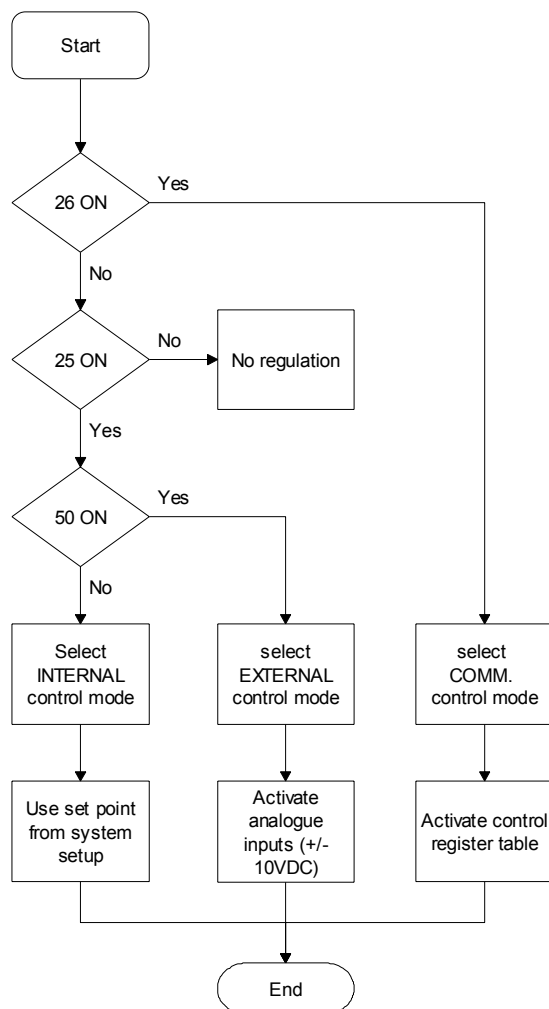 Start
26 ON
Yes
No
25 ON
No
No regulation
Yes
50 ON
Yes
No
Select
INTERNAL
control mode
select
EXTERNAL
control mode
select
COMM.
control mode
Use set point
from system
setup
Activate
analogue
inputs (+/-
10VDC)
Activate control
register table
End